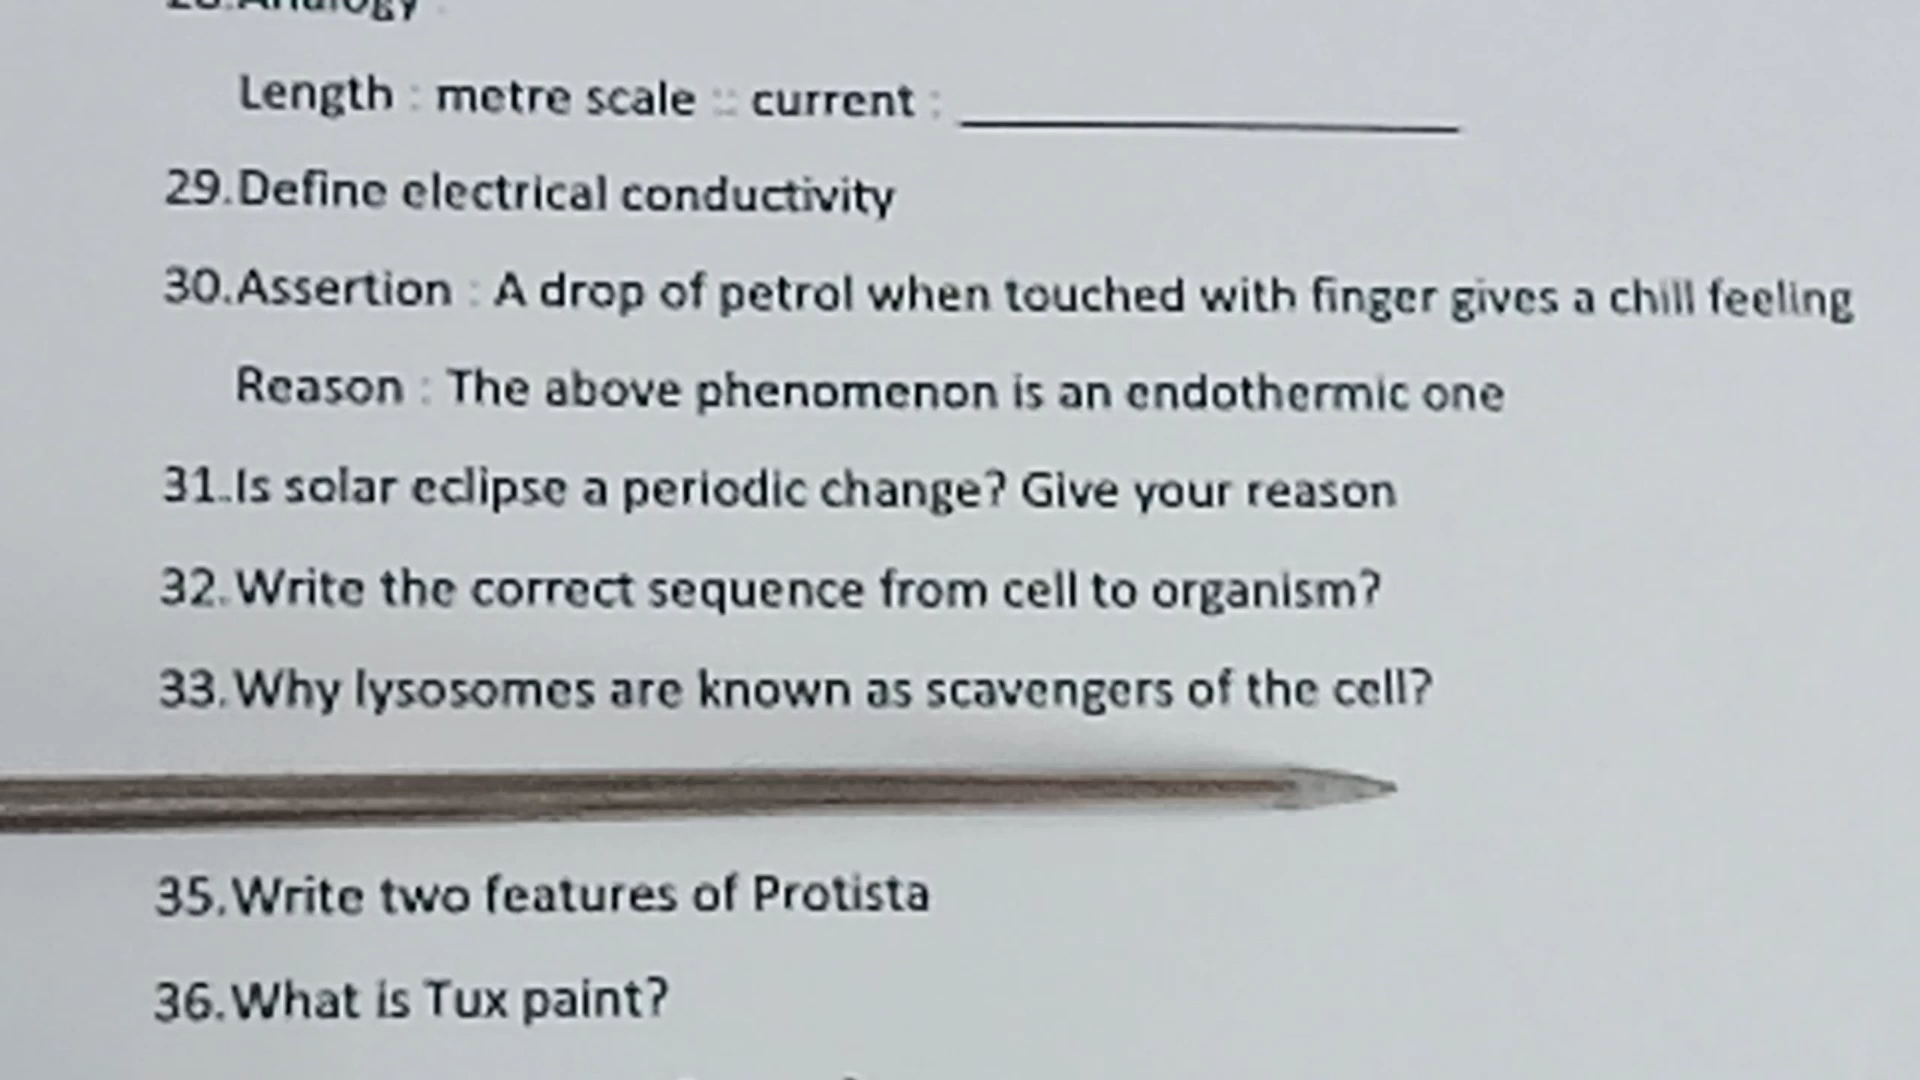 28.Analogy
Length : metre scale :: current : ____________
29.Define electrical conductivity
30.Assertion : A drop of petrol when touched with finger gives a chill feeling
Reason : The above phenomenon is an endothermic one
31.Is solar eclipse a periodic change? Give your reason
32.Write the correct sequence from cell to organism?
33.Why lysosomes are known as scavengers of the cell?
35.Write two features of Protista
36.What is Tux paint?